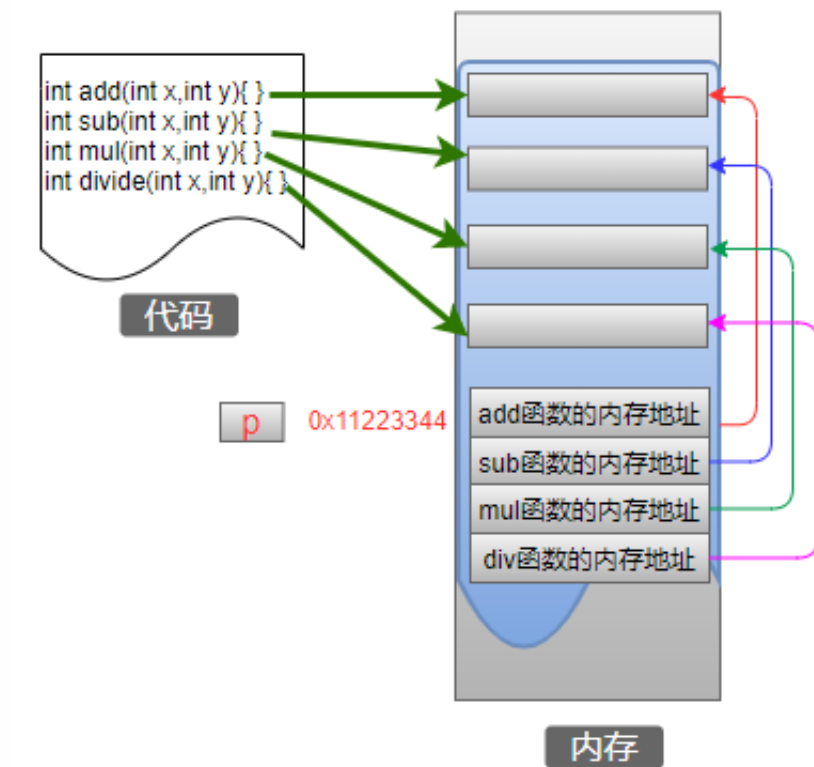 int add(int x,int y){ }
int sub(int x,int y){ }
int mul(int x,int y){ }
int divide(int x,int y){ }
代码
p
0x11223344
add函数的内存地址
sub函数的内存地址
mul函数的内存地址
div函数的内存地址
内存